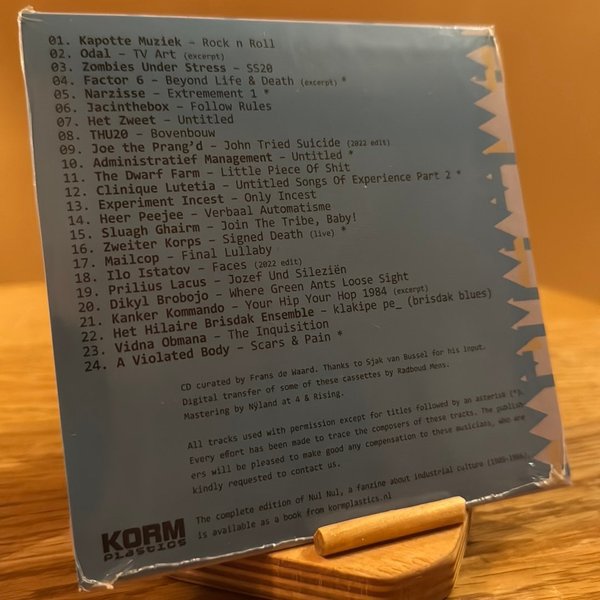 01. Kapotte Muziek – Rock n Roll
02. Odal – TV Art (excerpt)
03. Zombies Under Stress – SS20
04. Factor 6 – Beyond Life & Death (excerpt) *
05. Narzisse – Extremement 1 *
06. Jacinthebox – Follow Rules
07. Het Zweet – Untitled
08. THU20 – Bovenbouw
09. Joe the Prang'd – John Tried Suicide (2022 edit)
10. Administratief Management – Untitled *
11. The Dwarf Farm – Little Piece Of Shit
12. Clinique Lutetia – Untitled Songs Of Experience Part 2 *
13. Experiment Incest – Only Incest
14. Heer Peejee – Verbaal Automatisme
15. Sluagh Ghairm – Join The Tribe, Baby!
16. Zweiter Korps – Signed Death (live) *
17. Mailcop – Final Lullaby
18. Ilo Istatov – Faces (2022 edit)
19. Prilius Lacus – Jozef Und Sileziën
20. Dikyl Brobojo – Where Green Ants Loose Sight
21. Kanker Kommando – Your Hip Your Hop 1984 (excerpt)
22. Het Hilaire Brisdak Ensemble – klakipe pe_ (brisdak blues)
23. Vidna Obmana – The Inquisition
24. A Violated Body – Scars & Pain *
CD curated by Frans de Waard. Thanks to Sjak van Bussel for his input.
Digital transfer of some of these cassettes by Radboud Mens.
Mastering by Nÿland at 4 & Rising.
All tracks used with permission except for titles followed by an asterisk (*).
Every effort has been made to trace the composers of these tracks. The publish-
ers will be pleased to make good any compensation to these musicians, who are
kindly requested to contact us.
The complete edition of Nul Nul, a fanzine about industrial culture
is available as a book from kormplastics.nl
KORM
plastics